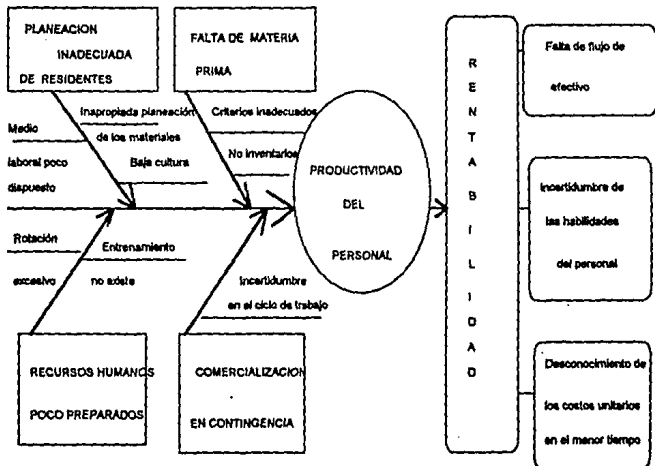 PLANEACION
INADECUADA
DE RESIDENTES
FALTA DE MATERIA
PRIMA
Inapropiada planeación
de los materiales
Baja cultura
Medio
laboral poco
dispuesto
Criterios inadecuados
No inventarios
PRODUCTIVIDAD
DEL
PERSONAL
Rotación
excesivo
Entrenamiento
no existe
Incertidumbre
en el ciclo de trabajo
RECURSOS HUMANOS
POCO PREPARADOS
COMERCIALIZACION
EN CONTINGENCIA
R
E
N
T
A
B
I
L
I
D
A
D
Falta de flujo de
efectivo
Incertidumbre de
las habilidades
del personal
Desconocimiento de
los costos unitarios
en el menor tiempo